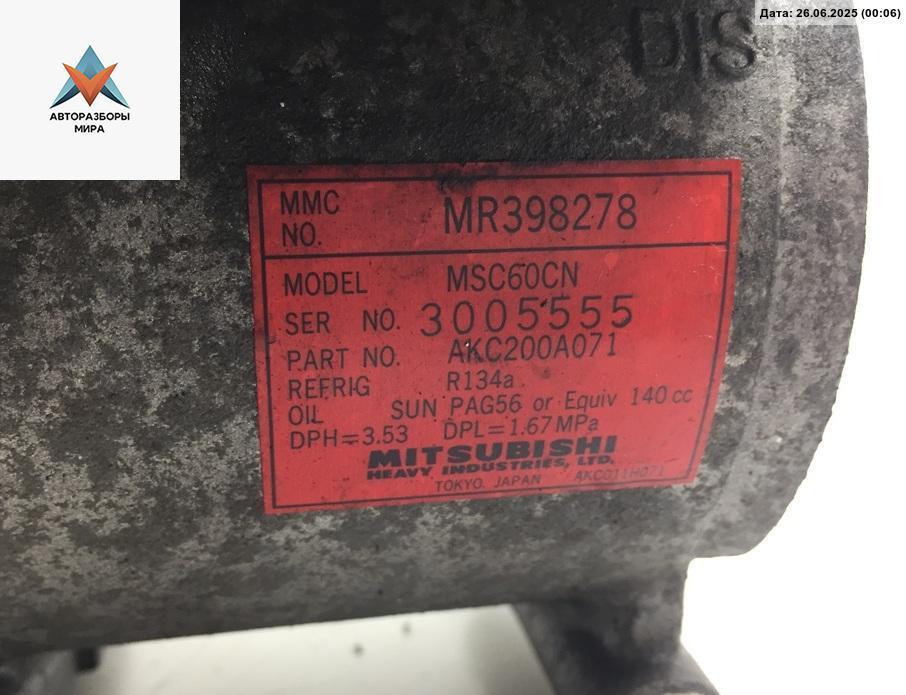 Дата: 26.06.2025 (00:06)
DIS
АВТОРАЗБОРЫ
МИРА
MMC NO. MR398278
MODEL MSC60CN
SER NO. 3005555
PART NO. AKC200A071
REFRIG R134a
OIL SUN PAG56 or Equiv 140 cc
DPH=3.53 DPL=1.67MPa
MITSUBISHI
HEAVY INDUSTRIES, LTD.
TOKYO. JAPAN AKC011H071